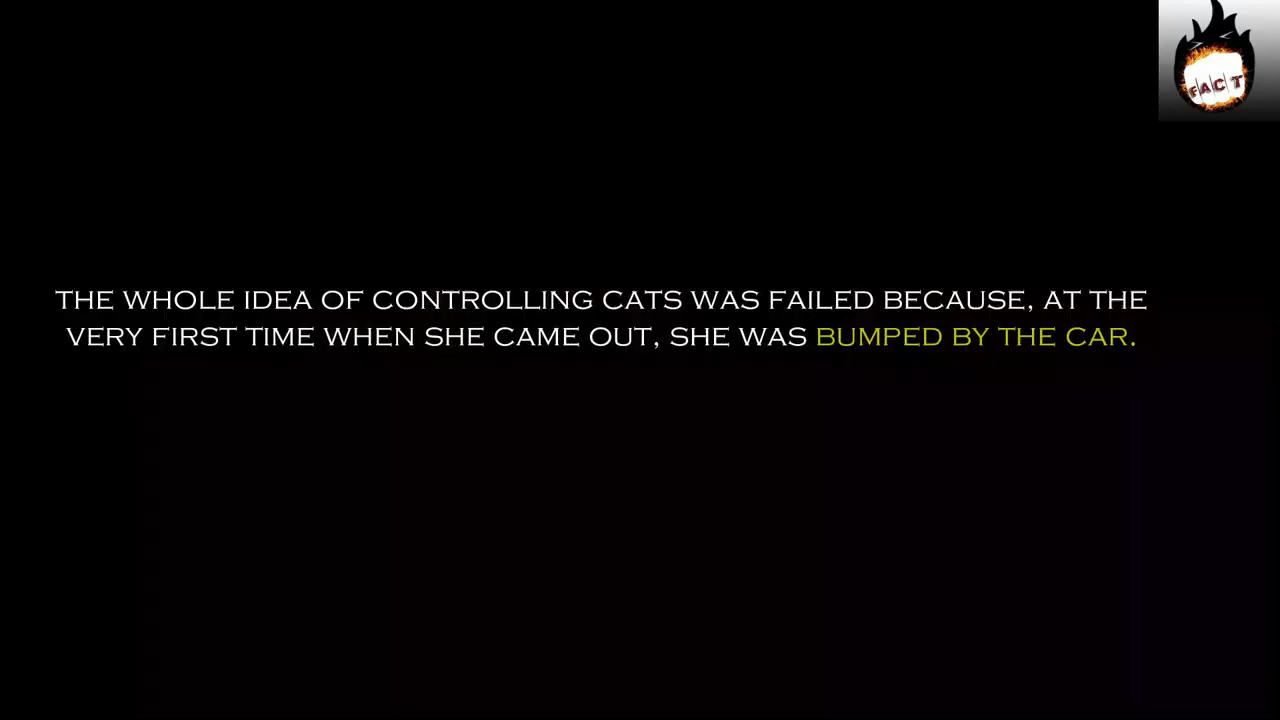 FACT
THE WHOLE IDEA OF CONTROLLING CATS WAS FAILED BECAUSE, AT THE
VERY FIRST TIME WHEN SHE CAME OUT, SHE WAS BUMPED BY THE CAR.